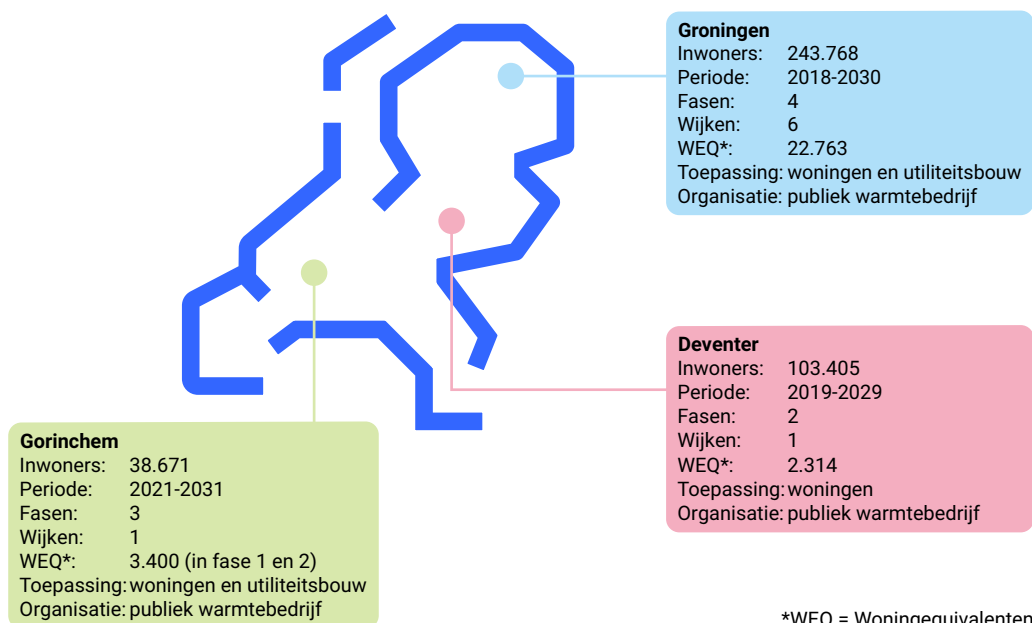 Groningen
Inwoners: 243.768
Periode: 2018-2030
Fasen: 4
Wijken: 6
WEQ*: 22.763
Toepassing: woningen en utiliteitsbouw
Organisatie: publiek warmtebedrijf
Deventer
Inwoners: 103.405
Periode: 2019-2029
Fasen: 2
Wijken: 1
WEQ*: 2.314
Toepassing: woningen
Organisatie: publiek warmtebedrijf
Gorinchem
Inwoners: 38.671
Periode: 2021-2031
Fasen: 3
Wijken: 1
WEQ*: 3.400 (in fase 1 en 2)
Toepassing: woningen en utiliteitsbouw
Organisatie: publiek warmtebedrijf
*WEQ = Woningequivalenten